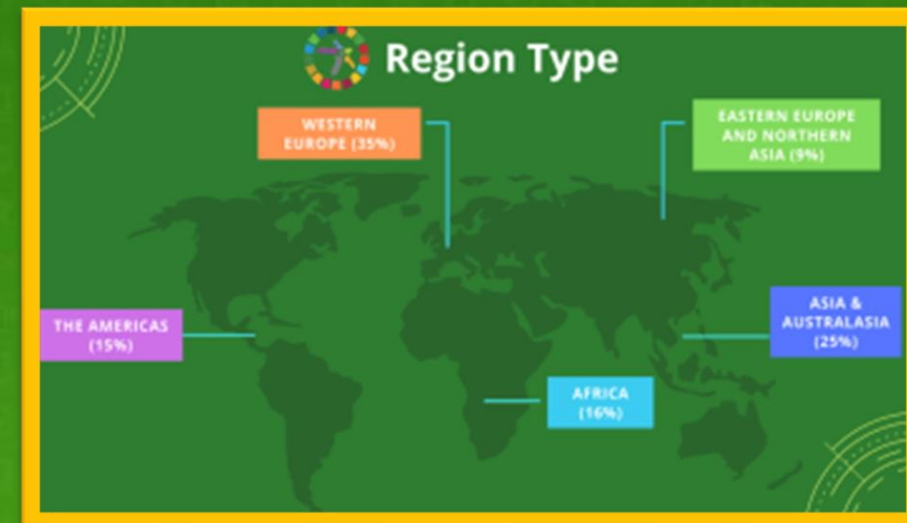 Region Type
WESTERN
EUROPE (35%)
EASTERN EUROPE
AND NORTHERN
ASIA (9%)
THE AMERICAS
(15%)
ASIA &
AUSTRALASIA
(25%)
AFRICA
(16%)